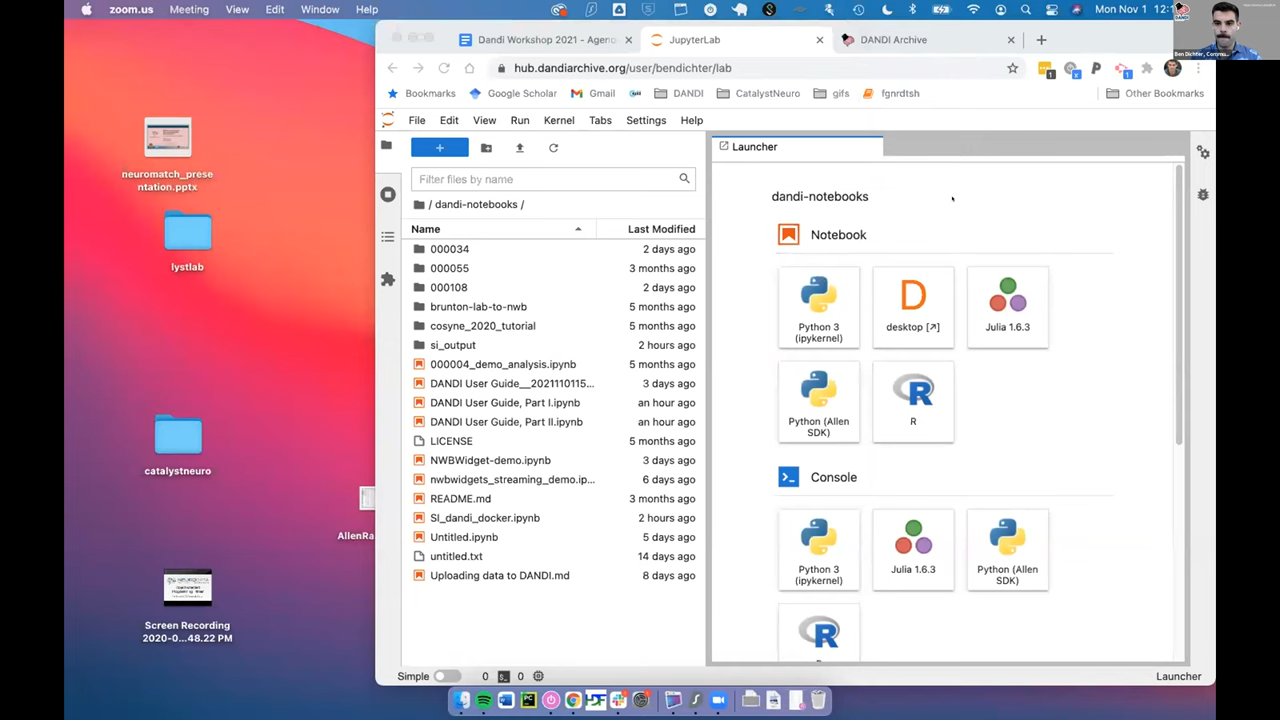 zoom.us Meeting View Edit Window Help
Mon Nov 1
Dandi Wotkshop 2021 - Agen
JupyterLab
DANDI Archive
hub.dandiarchive.org/user/bendichter/lab
Bookmarks
Google Scholar
Gmail
DANDI
CatalystNeuro
gifs
fgnrdtsh
Other Bookmarks
File Edit View Run Kernel Tabs Settings Help
Filter files by name
/ dandi-notebooks /
Name Last Modified
000034 2 days ago
000055 3 months ago
000108 2 days ago
brunton-lab-to-nwb 5 months ago
cosyne_2020_tutorial 5 months ago
si_output 2 hours ago
000004_demo_analysis.ipynb 5 months ago
DANDI User Guide__2021110115... 3 days ago
DANDI User Guide, Part I.ipynb an hour ago
DANDI User Guide, Part II.ipynb an hour ago
LICENSE 5 months ago
NWBWidget-demo.ipynb 3 days ago
nwbwidgets_streaming_demo.ip... 6 days ago
README.md 3 months ago
SI_dandi_docker.ipynb 2 hours ago
Untitled.ipynb 5 days ago
untitled.txt 14 days ago
Uploading data to DANDI.md 8 days ago
Launcher
dandi-notebooks
Notebook
Python 3
(ipykernel)
D
desktop [↗]
Julia 1.6.3
Python (Allen
SDK)
R
Console
Python 3
(ipykernel)
Julia 1.6.3
Python (Allen
SDK)
Simple 0 0 Launcher
neuromatch_prese
ntation.pptx
lystlab
catalystneuro
AllenRa
Screen Recording
2020-0...48.22 PM
Ben Dichter,
DANDI